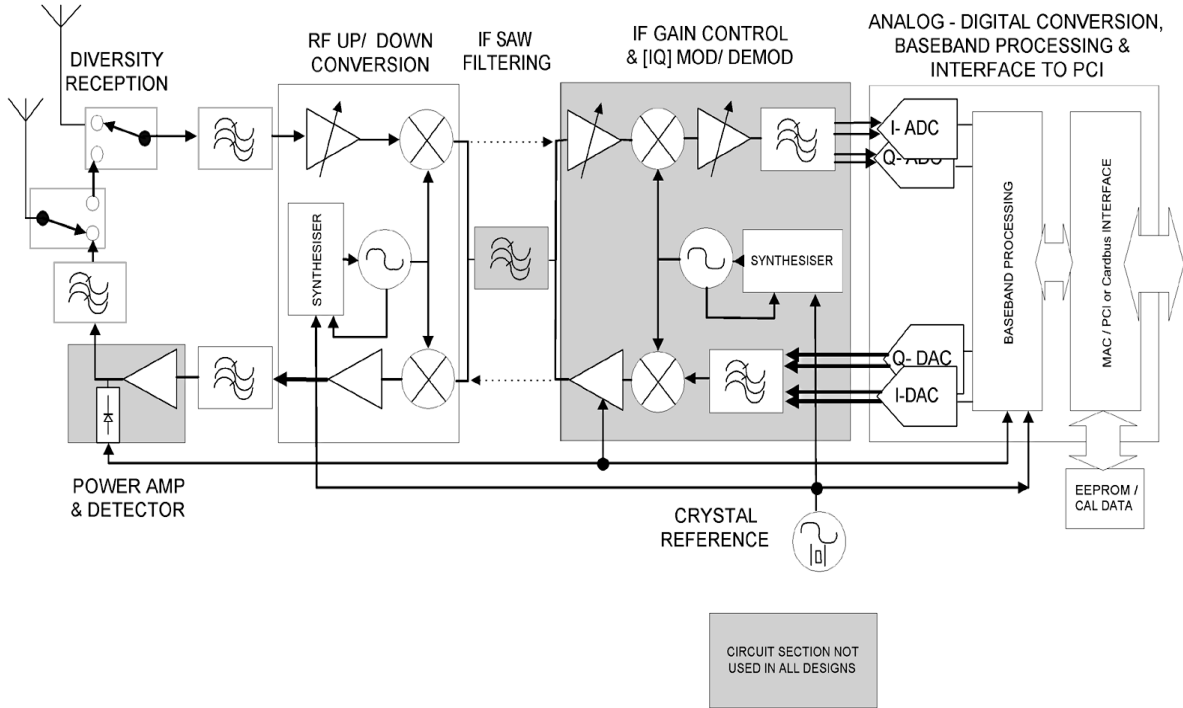 ANALOG - DIGITAL CONVERSION,
BASEBAND PROCESSING &
INTERFACE TO PCI
IF GAIN CONTROL
& [IQ] MOD/ DEMOD
IF SAW
FILTERING
RF UP/ DOWN
CONVERSION
DIVERSITY
RECEPTION
I- ADC
Q- ADC
SYNTHESISER
SYNTHESISER
BASEBAND PROCESSING
MAC / PCI or Cardbus INTERFACE
Q- DAC
I-DAC
POWER AMP
& DETECTOR
CRYSTAL
REFERENCE
EEPROM /
CAL DATA
CIRCUIT SECTION NOT
USED IN ALL DESIGNS